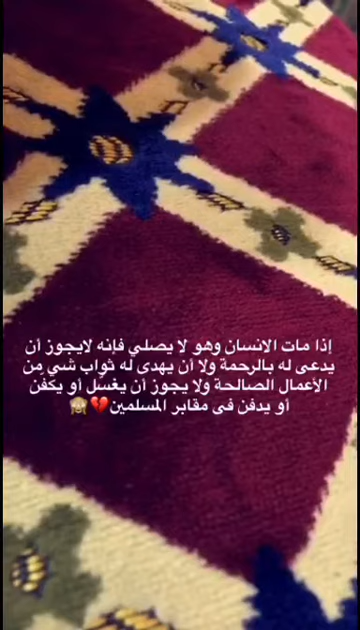 إذا مات الانسان وهو لا يصلي فإنه لايجوز أن
يدعى له بالرحمة ولا أن يهدى له ثواب شي من
الأعمال الصالحة ولا يجوز أن يغسل أو يكفن
أو يدفن في مقابر المسلمين💔🙈